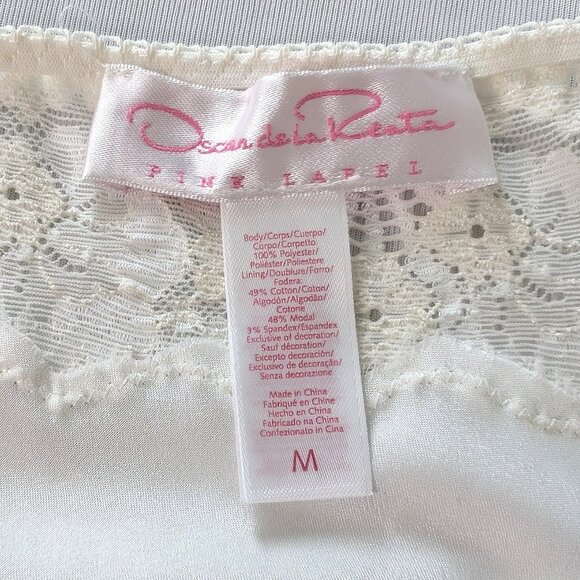 Oscar de la Renta
PINK LABEL
Body/Corps/Cuerpo/
Corpo/Corpetto:
100% Polyester/
Poliéster/Poliestere
Lining/Doublure/Forro/
Fodera:
49% Cotton/Coton/
Algodón/Algodão/
Cotone
48% Modal
3% Spandex/Espandex
Exclusive of decoration/
Sauf décoration/
Excepto decoración/
Exclusivo de decoração/
Senza decorazione
Made in China
Fabriqué en Chine
Hecho en China
Fabricado na China
Confezionato in Cina
M